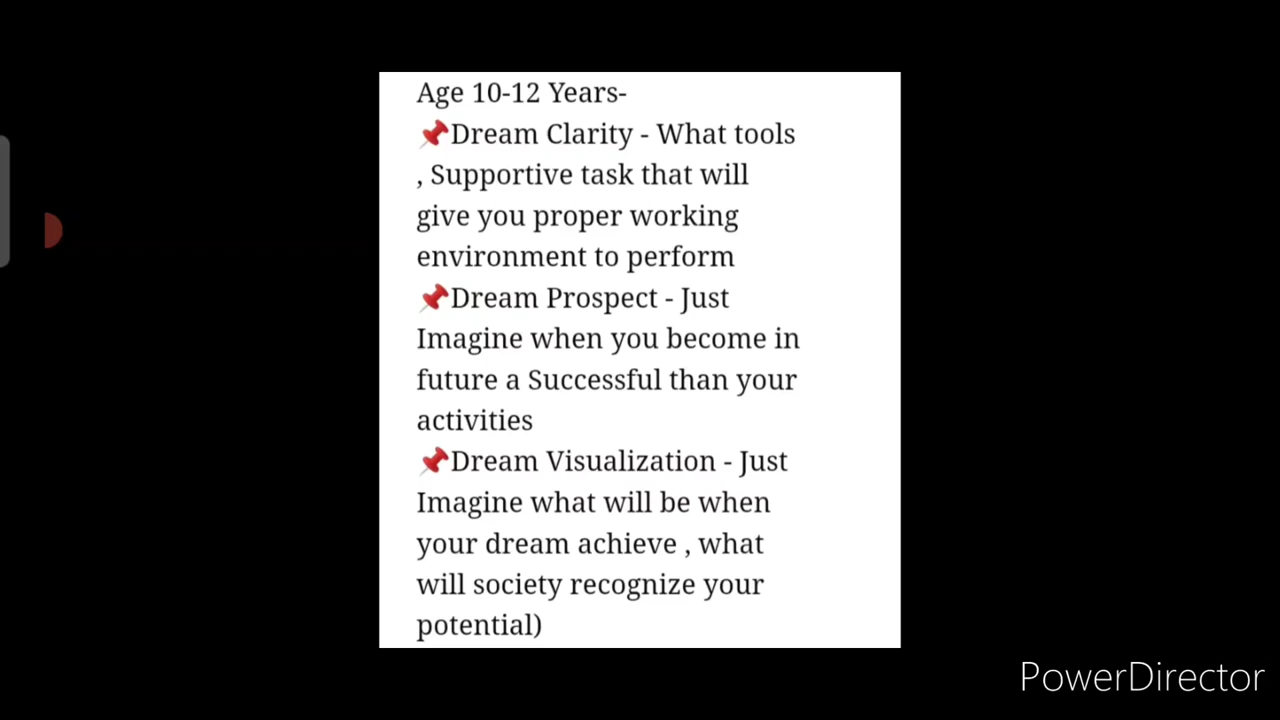 Age 10-12 Years-
📌Dream Clarity - What tools
, Supportive task that will
give you proper working
environment to perform
📌Dream Prospect - Just
Imagine when you become in
future a Successful than your
activities
📌Dream Visualization - Just
Imagine what will be when
your dream achieve , what
will society recognize your
potential)
PowerDirector